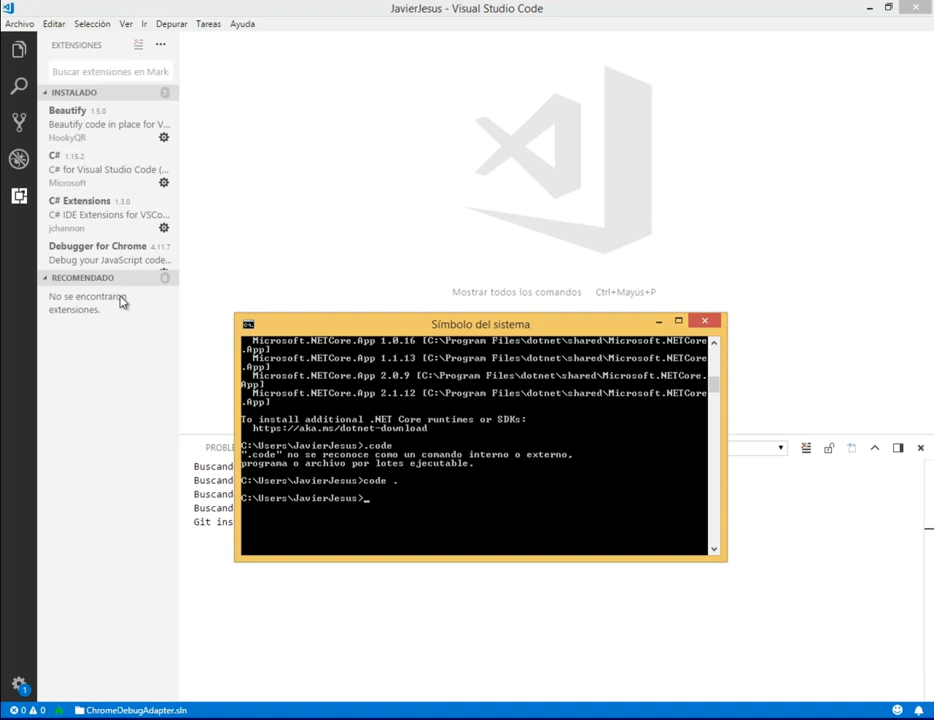 JavierJesus - Visual Studio Code
Archivo Editar Selección Ver Ir Depurar Tareas Ayuda
EXTENSIONES
Buscar extensiones en Mark
INSTALADO
Beautify 1.5.0
Beautify code in place for V...
HookyQR
C# 1.15.2
C# for Visual Studio Code (...
Microsoft
C# Extensions 1.3.0
C# IDE Extensions for VSCo...
jchannon
Debugger for Chrome 4.11.7
Debug your JavaScript code...
RECOMENDADO
No se encontraron
extensiones.
Mostrar todos los comandos Ctrl+Mayús+P
Símbolo del sistema
Microsoft.NETCore.App 1.0.16 [C:\Program Files\dotnet\shared\Microsoft.NETCore
.App]
Microsoft.NETCore.App 1.1.13 [C:\Program Files\dotnet\shared\Microsoft.NETCore
.App]
Microsoft.NETCore.App 2.0.9 [C:\Program Files\dotnet\shared\Microsoft.NETCore.
App]
Microsoft.NETCore.App 2.1.12 [C:\Program Files\dotnet\shared\Microsoft.NETCore
.App]
To install additional .NET Core runtimes or SDKs:
https://aka.ms/dotnet-download
C:\Users\JavierJesus>.code
".code" no se reconoce como un comando interno o externo,
programa o archivo por lotes ejecutable.
C:\Users\JavierJesus>code .
C:\Users\JavierJesus>_
PROBLE
Buscand
Buscand
Buscand
Buscand
Git ins
1
0 0 ChromeDebugAdapter.sln